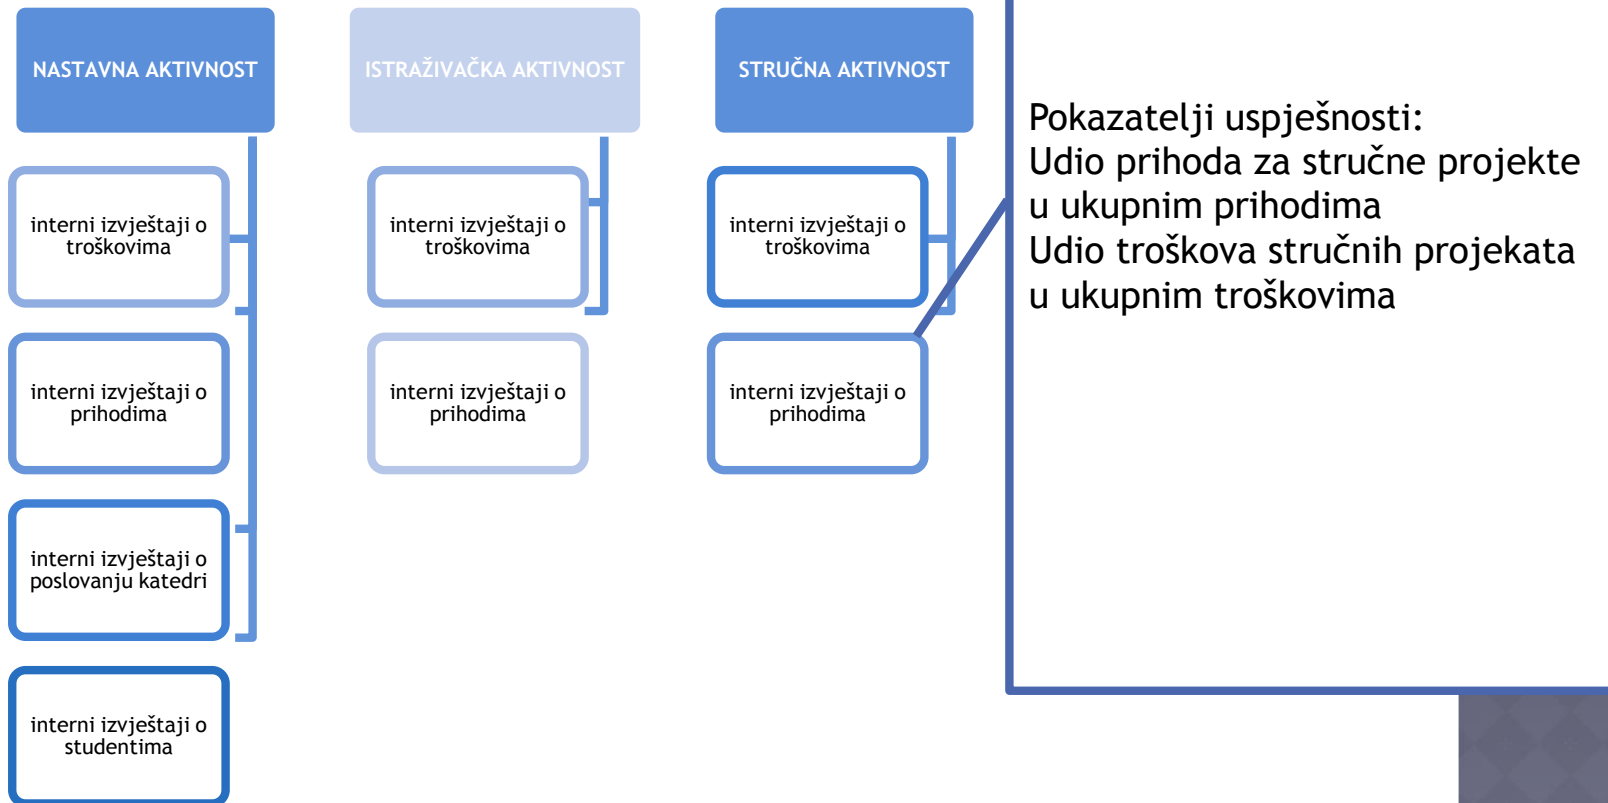 NASTAVNA AKTIVNOST
interni izvještaji o
troškovima
interni izvještaji o
prihodima
interni izvještaji o
poslovanju katedri
interni izvještaji o
studentima
ISTRAŽIVAČKA AKTIVNOST
interni izvještaji o
troškovima
interni izvještaji o
prihodima
STRUČNA AKTIVNOST
interni izvještaji o
troškovima
interni izvještaji o
prihodima
Pokazatelji uspješnosti:
Udio prihoda za stručne projekte
u ukupnim prihodima
Udio troškova stručnih projekata
u ukupnim troškovima